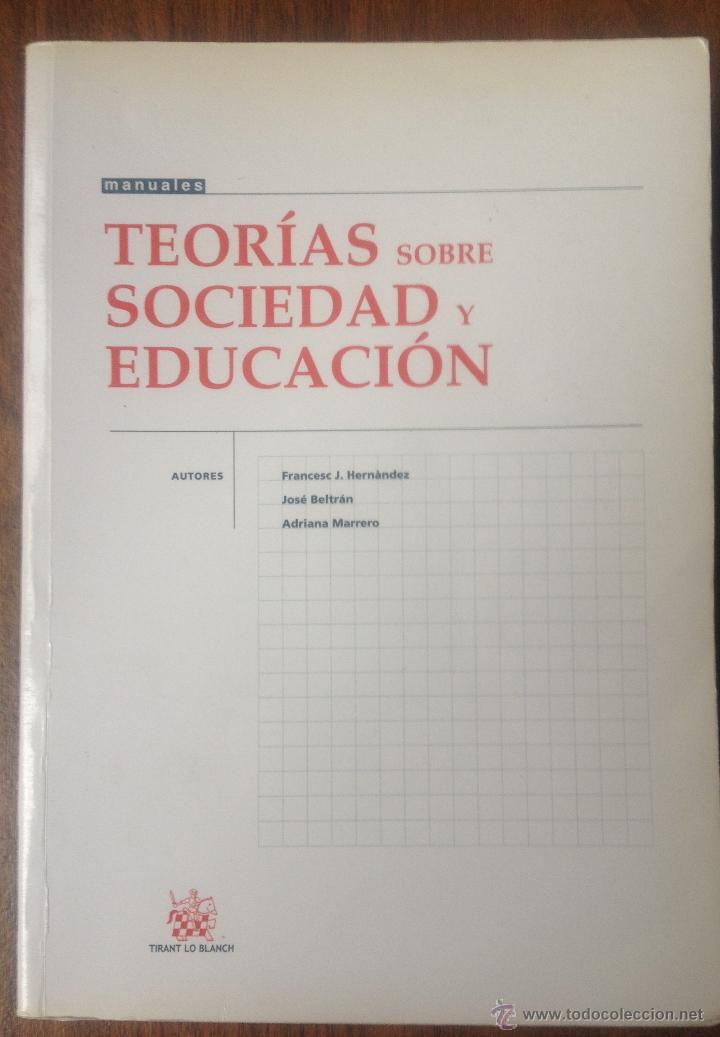 manuales
TEORÍAS SOBRE
SOCIEDAD Y
EDUCACIÓN
AUTORES
Francesc J. Hernàndez
José Beltrán
Adriana Marrero
TIRANT LO BLANCH
www.todocoleccion.net